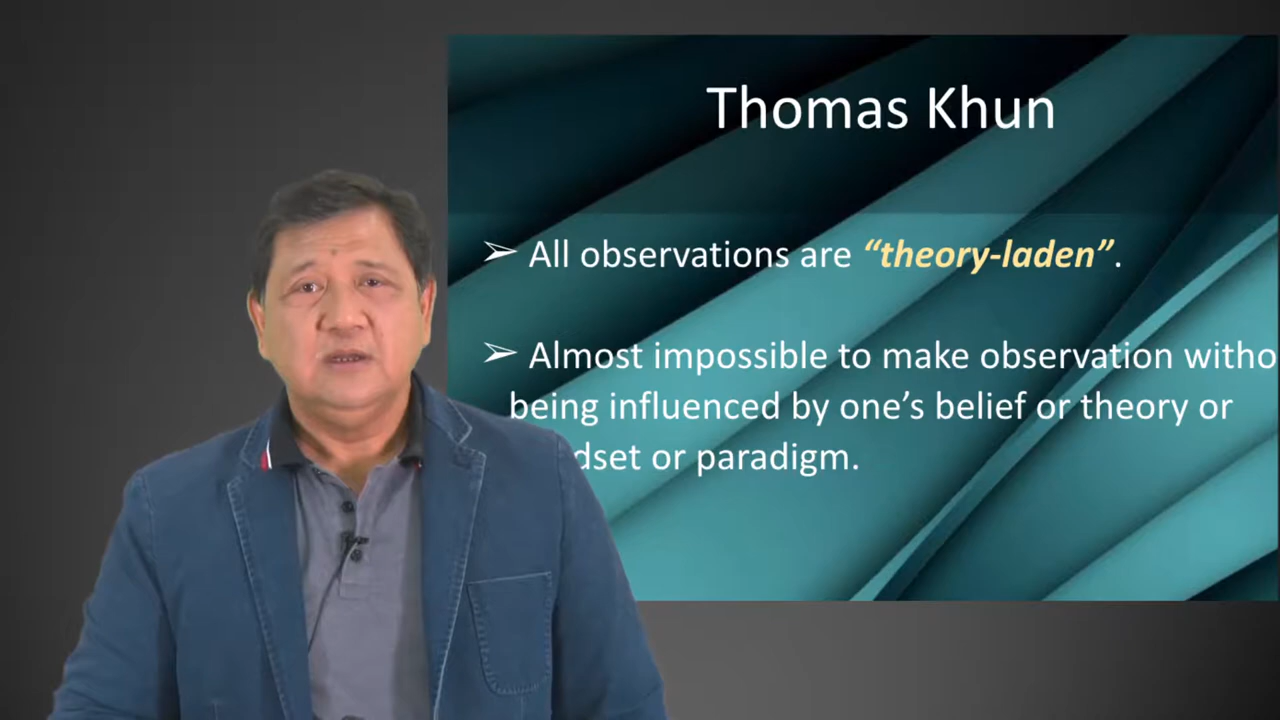 Thomas Khun
➢ All observations are “theory-laden”.
➢ Almost impossible to make observation witho
being influenced by one’s belief or theory or
dset or paradigm.